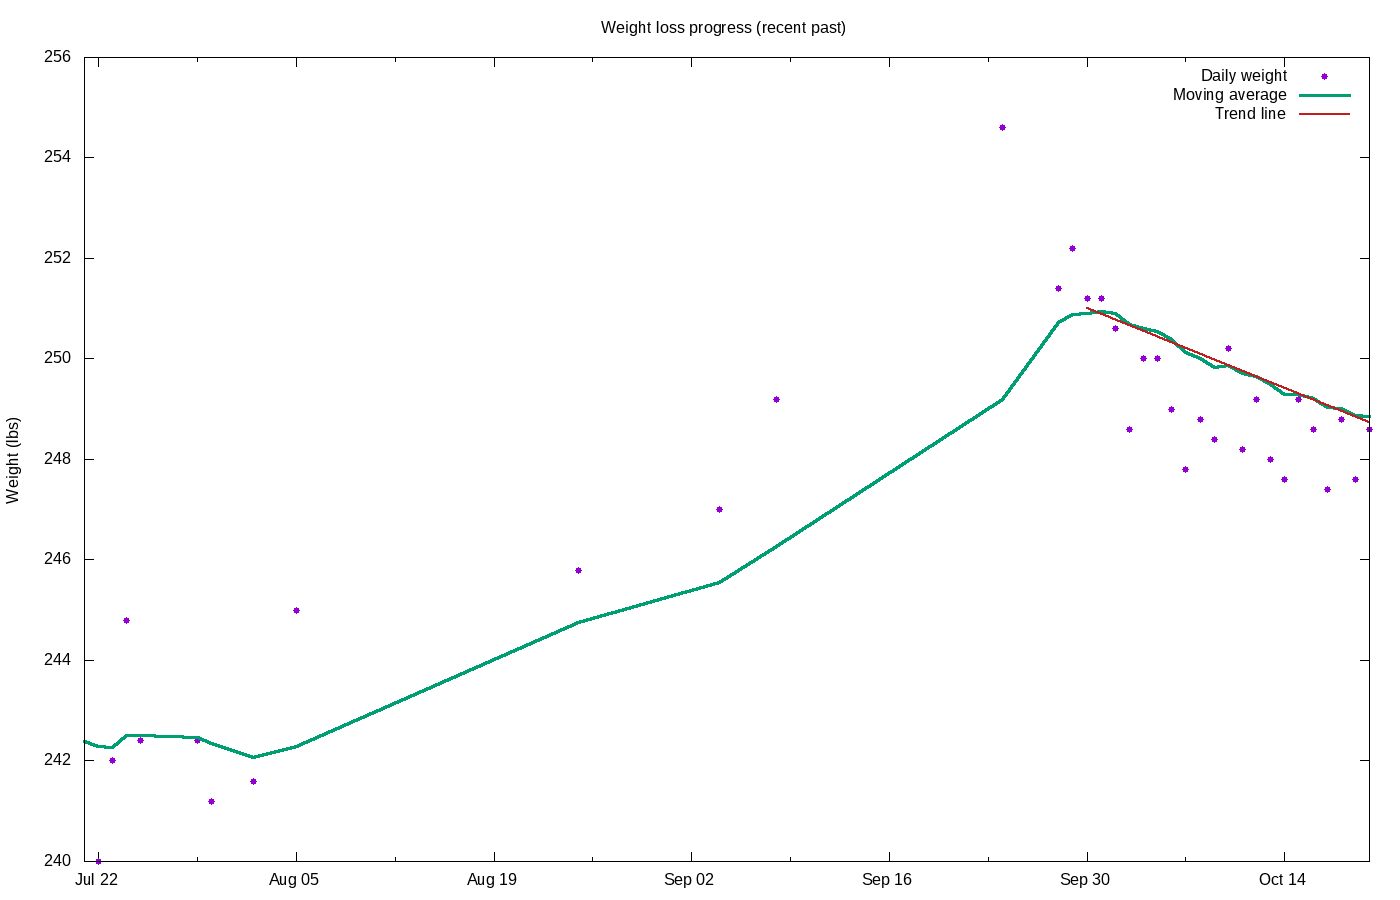 Weight loss progress (recent past)
256
254
252
250
248
246
244
242
240
Weight (lbs)
Daily weight
Moving average
Trend line
Jul 22 Aug 05 Aug 19 Sep 02 Sep 16 Sep 30 Oct 14